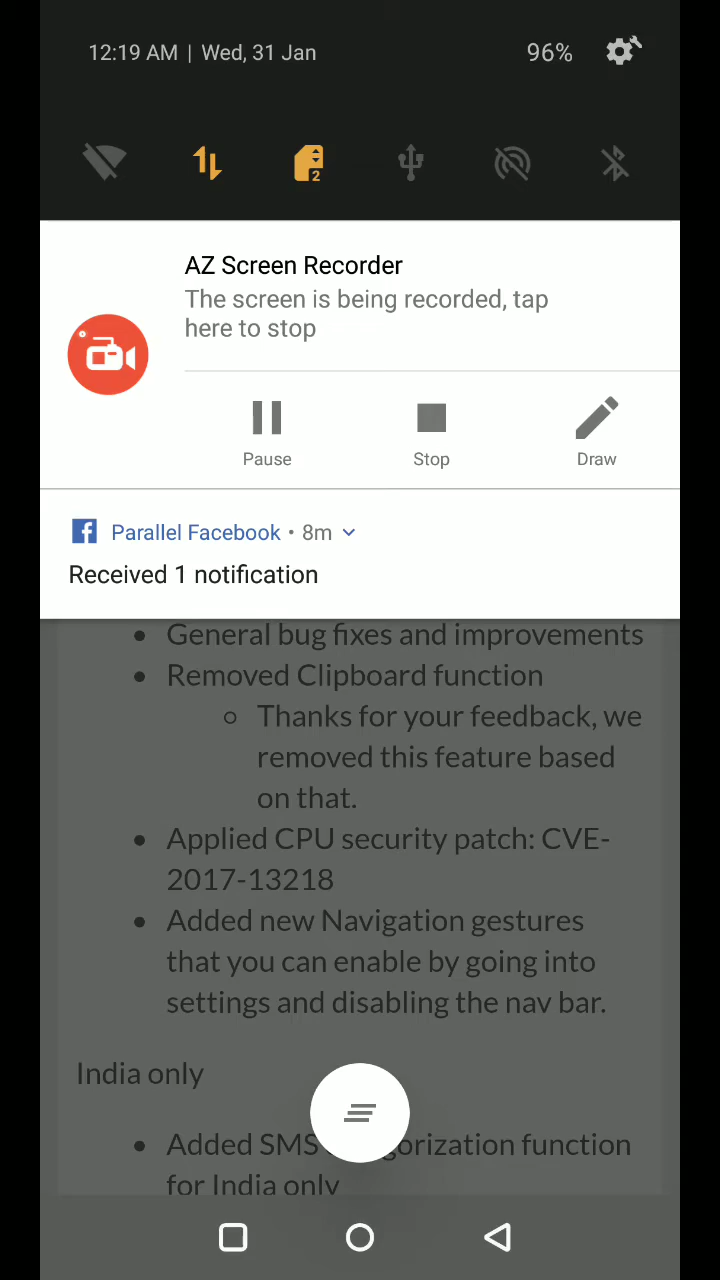 12:19 AM | Wed, 31 Jan 96%
2
AZ Screen Recorder
The screen is being recorded, tap
here to stop
Pause Stop Draw
Parallel Facebook • 8m
Received 1 notification
• General bug fixes and improvements
• Removed Clipboard function
○ Thanks for your feedback, we
removed this feature based
on that.
• Applied CPU security patch: CVE-
2017-13218
• Added new Navigation gestures
that you can enable by going into
settings and disabling the nav bar.
India only
• Added SMS function
for India only